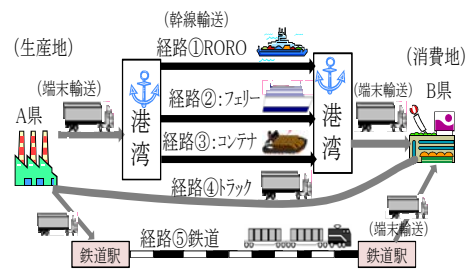 (幹線輸送)
(生産地)
経路①RORO
(消費地)
(端末輸送)
(端末輸送)
A県
B県
経路②:フェリー
港湾
港湾
経路③:コンテナ
経路④トラック
(端末輸送)
経路⑤鉄道
鉄道駅
鉄道駅